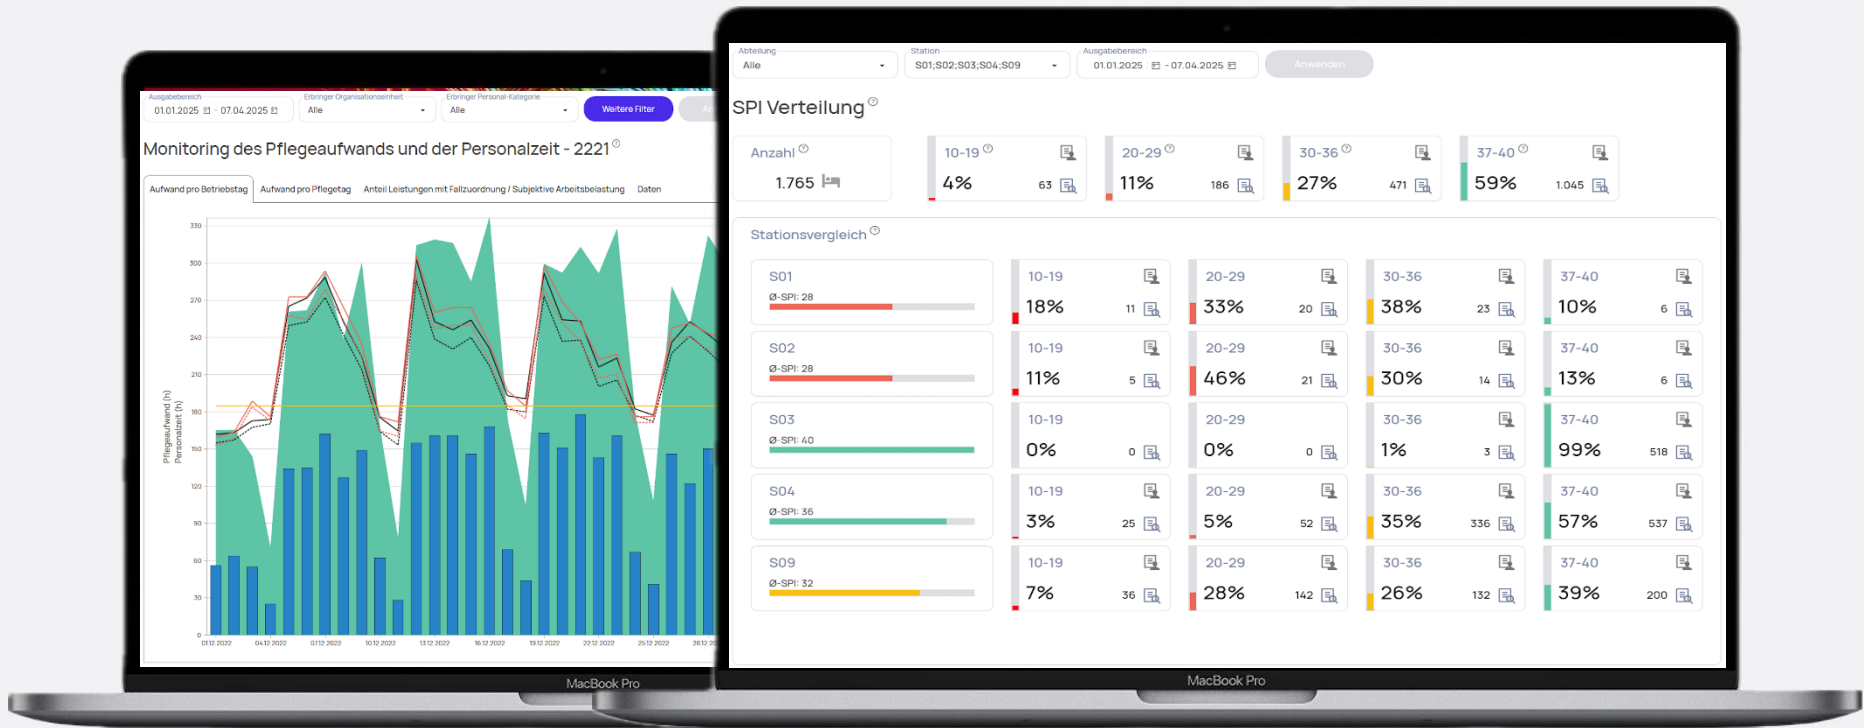 Ausgabebereich
01.01.2025 - 07.04.2025
Erbringer Organisationseinheit
Alle
Erbringer Personal-Kategorie
Alle
Weitere Filter
Monitoring des Pflegeaufwands und der Personalzeit - 2221
Aufwand pro Betriebstag
Aufwand pro Pflegetag
Anteil Leistungen mit Fallzuordnung / Subjektive Arbeitsbelastung
Daten
Pflegeaufwand (h)
Personalzeit (h)
330
300
270
240
210
180
150
120
90
60
30
0
01.12.2022
04.12.2022
07.12.2022
10.12.2022
13.12.2022
16.12.2022
19.12.2022
22.12.2022
25.12.2022
MacBook Pro
Abteilung
Alle
Station
S01;S02;S03;S04;S09
Ausgabebereich
01.01.2025 - 07.04.2025
Anwenden
SPI Verteilung
Anzahl
1.765
10-19
4% 63
20-29
11% 186
30-36
27% 471
37-40
59% 1.045
Stationsvergleich
S01
Ø-SPI: 28
10-19
18% 11
20-29
33% 20
30-36
38% 23
37-40
10% 6
S02
Ø-SPI: 28
10-19
11% 5
20-29
46% 21
30-36
30% 14
37-40
13% 6
S03
Ø-SPI: 40
10-19
0% 0
20-29
0% 0
30-36
1% 3
37-40
99% 518
S04
Ø-SPI: 36
10-19
3% 25
20-29
5% 52
30-36
35% 336
37-40
57% 537
S09
Ø-SPI: 32
10-19
7% 36
20-29
28% 142
30-36
26% 132
37-40
39% 200
MacBook Pro